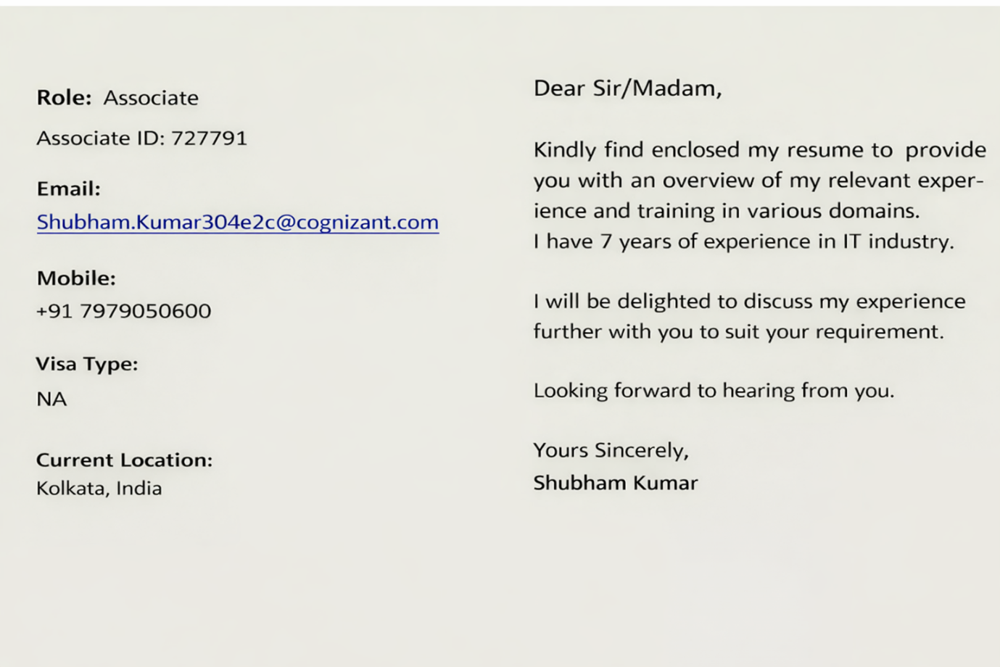 Role: Associate
Associate ID: 727791
Email:
Shubham.Kumar304e2c@cognizant.com
Mobile:
+91 7979050600
Visa Type:
NA
Current Location:
Kolkata, India
Dear Sir/Madam,
Kindly find enclosed my resume to provide
you with an overview of my relevant exper-
ience and training in various domains.
I have 7 years of experience in IT industry.
I will be delighted to discuss my experience
further with you to suit your requirement.
Looking forward to hearing from you.
Yours Sincerely,
Shubham Kumar